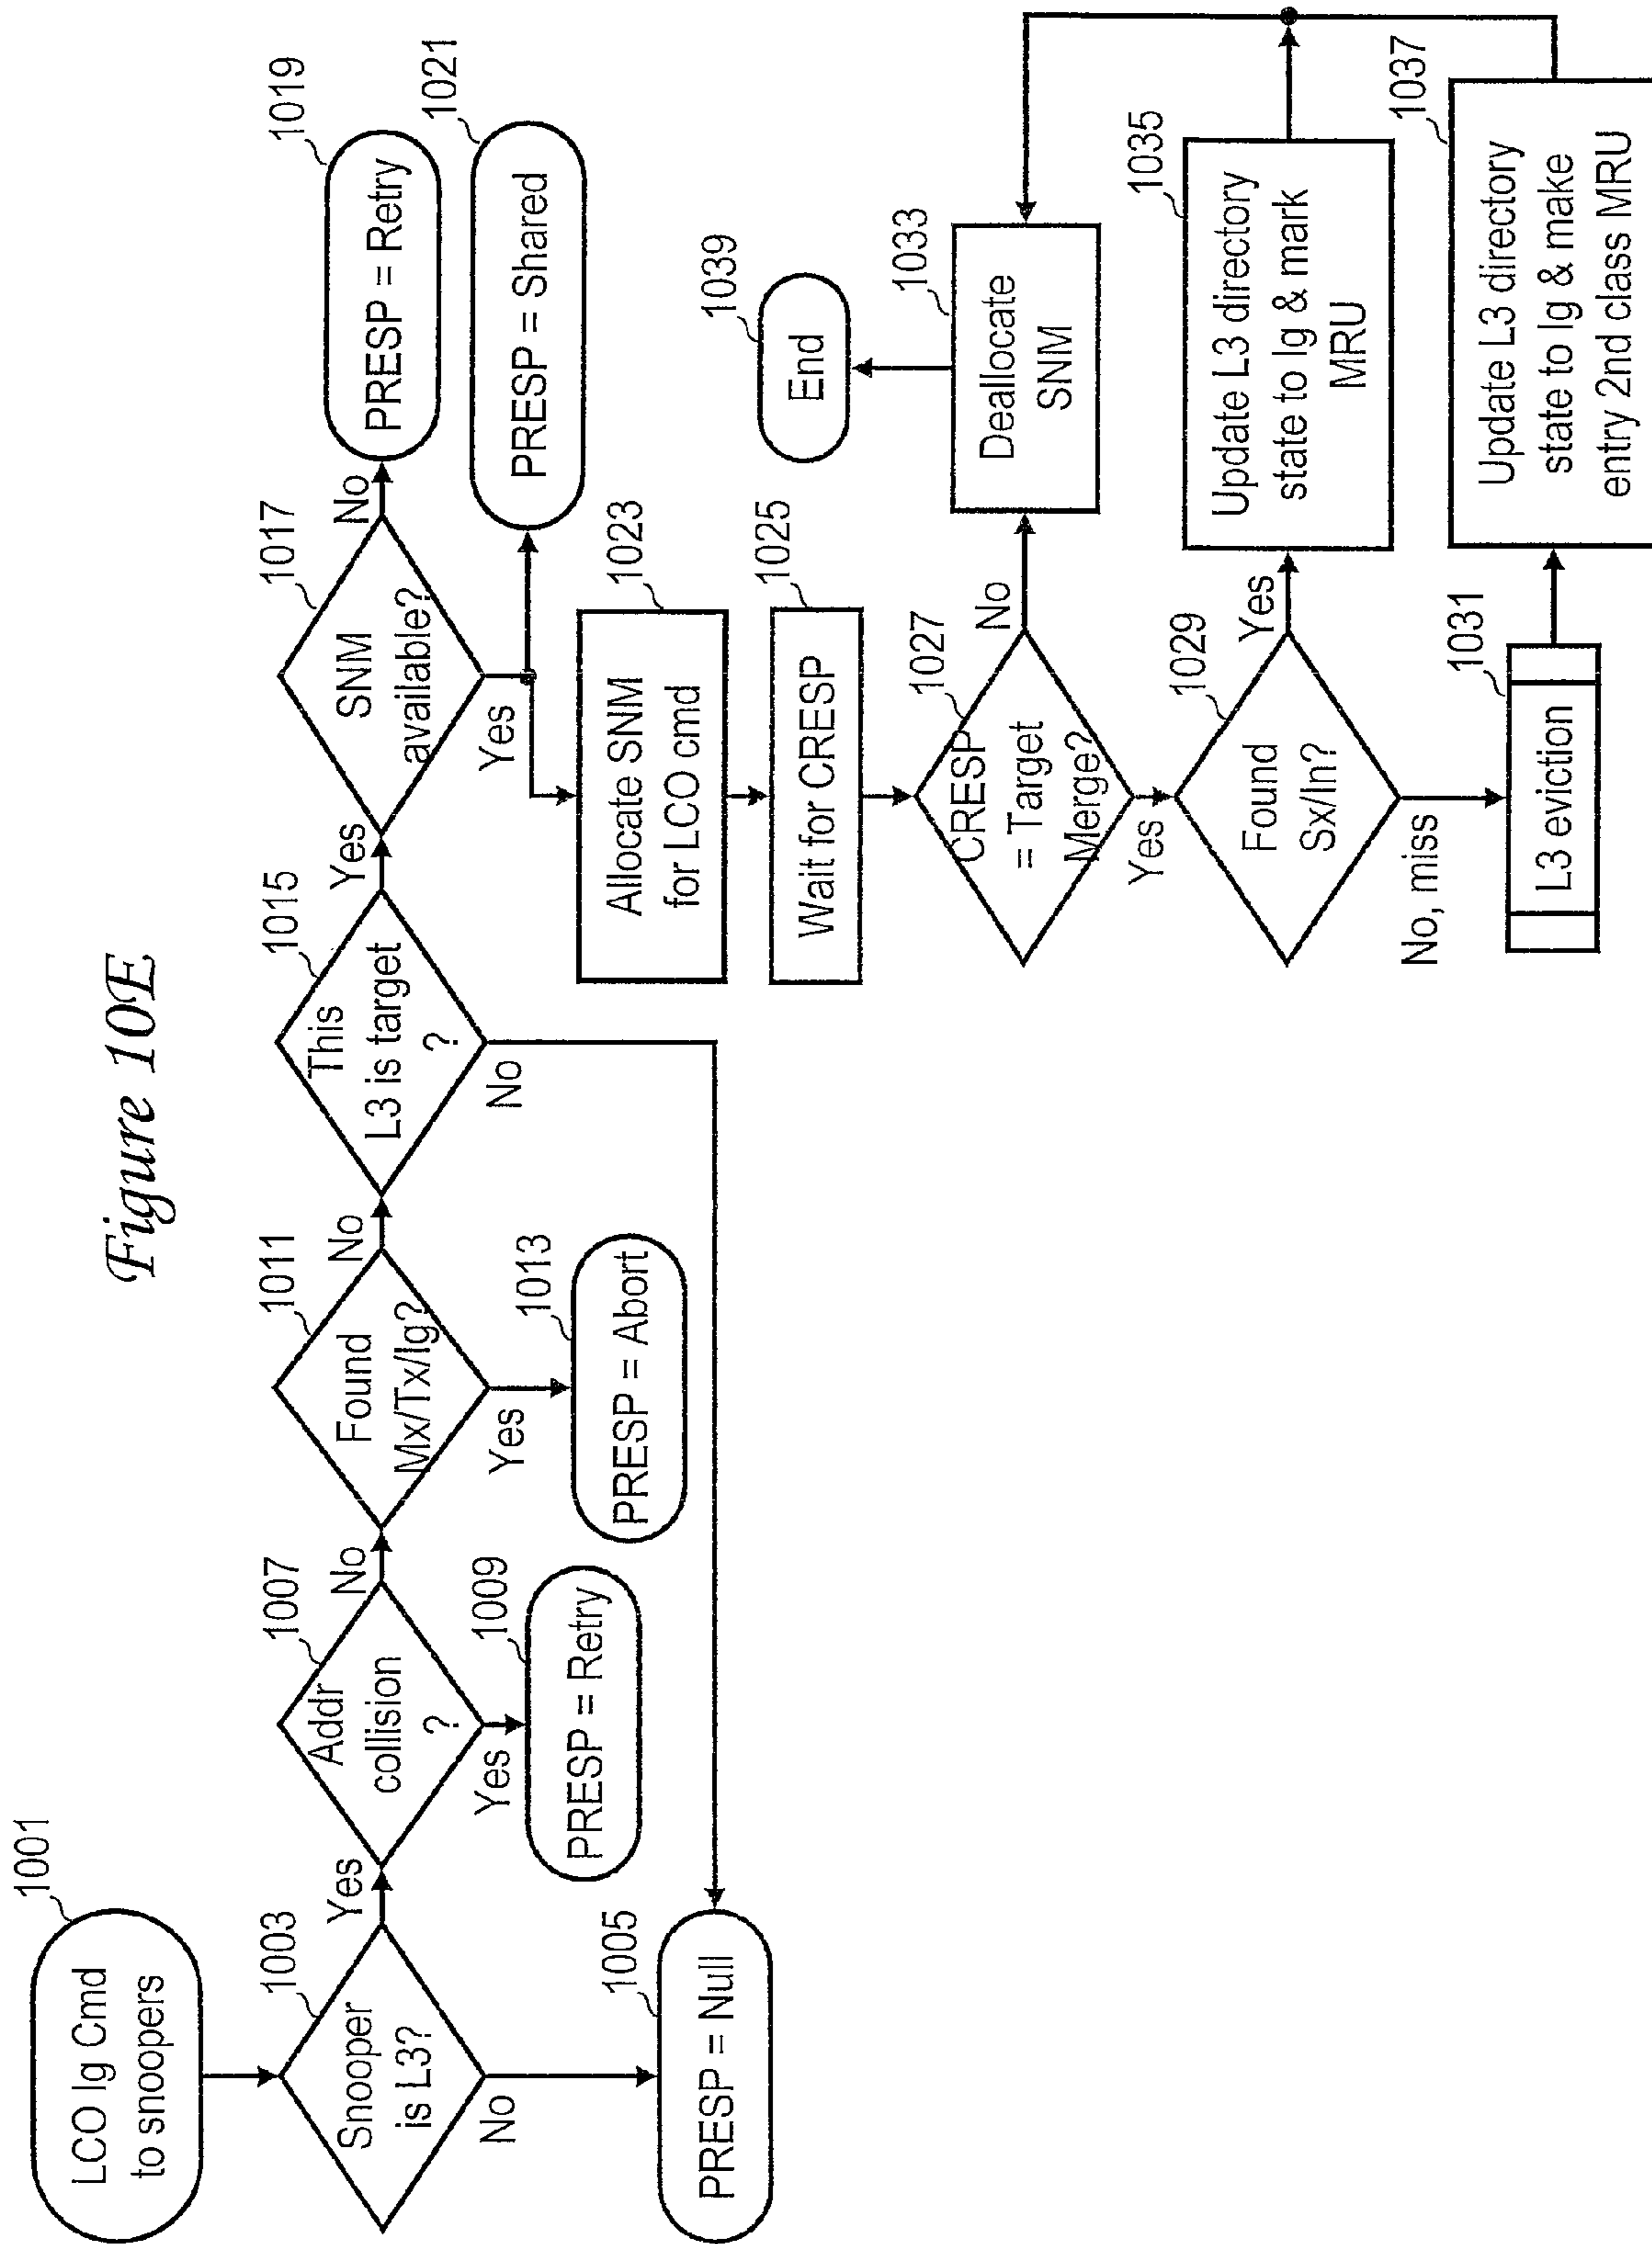 Figure 10E
1001
LCO Ig Cmd
to snoopers
1003
Snooper
is L3?
Yes
No
1005
PRESP = Null
1007
Addr
collision
?
No
Yes
1009
PRESP = Retry
1011
Found
Mx/Tx/Ig?
No
Yes
1013
PRESP = Abort
1015
This
L3 is target
?
Yes
No
1017
SNM
available?
No
Yes
1019
PRESP = Retry
1021
PRESP = Shared
1023
Allocate SNM
for LCO cmd
1025
Wait for CRESP
1027
CRESP
= Target
Merge?
No
Yes
1029
Found
Sx/In?
Yes
No, miss
1031
L3 eviction
1033
Deallocate
SNM
1039
End
1035
Update L3 directory
state to Ig & mark
MRU
1037
Update L3 directory
state to Ig & make
entry 2nd class MRU